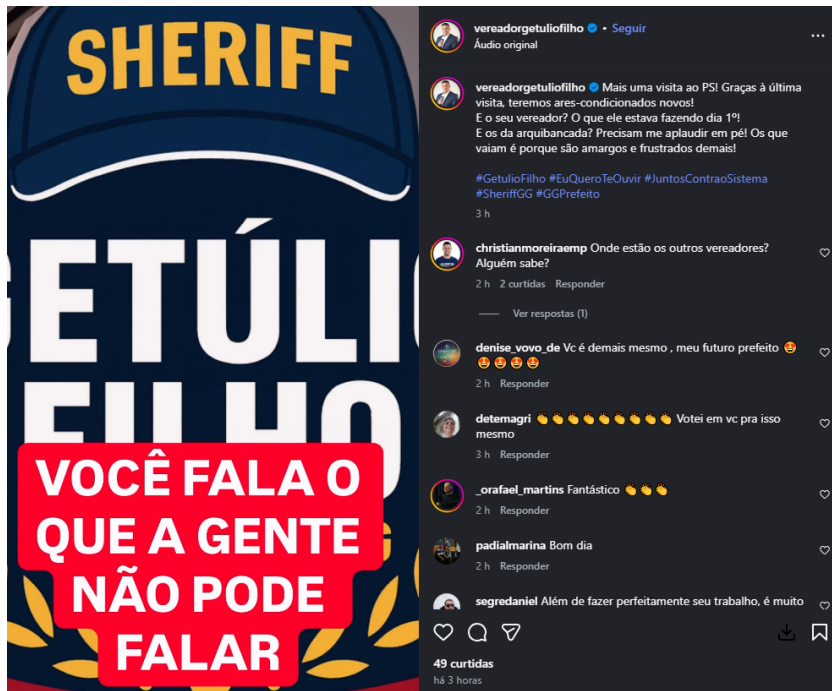 SHERIFF
GETÚLI
FILHO
VOCÊ FALA O
QUE A GENTE
NÃO PODE
FALAR
vereadorgetuliofilho • Seguir
Áudio original
vereadorgetuliofilho Mais uma visita ao PS! Graças à última
visita, teremos ares-condicionados novos!
E o seu vereador? O que ele estava fazendo dia 1º!
E os da arquibancada? Precisam me aplaudir em pé! Os que
vaiam é porque são amargos e frustrados demais!
#GetulioFilho #EuQueroTeOuvir #JuntosContraoSistema
#SheriffGG #GGPrefeito
3 h
christianmoreiraemp Onde estão os outros vereadores?
Alguém sabe?
2 h 2 curtidas Responder
Ver respostas (1)
denise_vovo_de Vc é demais mesmo , meu futuro prefeito 🤩
🤩🤩🤩🤩
2 h Responder
detemagri 👏👏👏👏👏👏👏👏👏 Votei em vc pra isso
mesmo
3 h Responder
_orafael_martins Fantástico 👏👏👏
2 h Responder
padialmarina Bom dia
2 h Responder
segredaniel Além de fazer perfeitamente seu trabalho, é muito
49 curtidas
há 3 horas